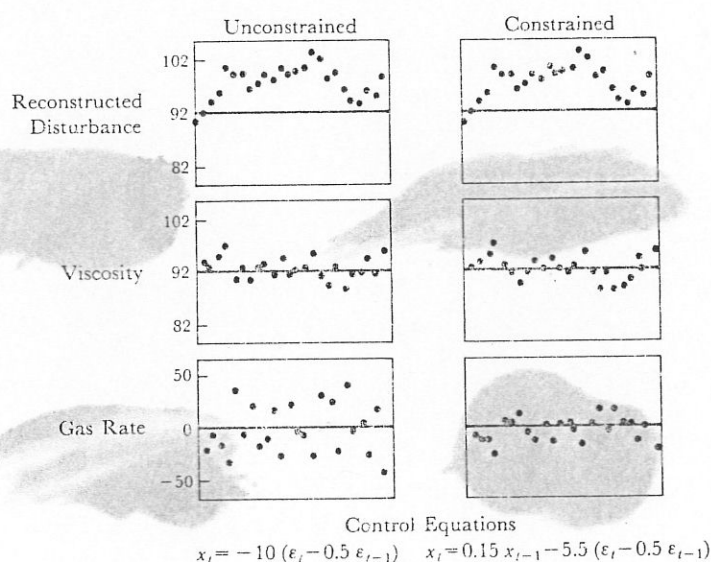 Unconstrained Constrained
102
Reconstructed
Disturbance
92
82
102
Viscosity
92
82
50
Gas Rate
0
−50
Control Equations
x_t = −10 (ε_t − 0.5 ε_{t−1}) x_t = 0.15 x_{t−1} − 5.5 (ε_t − 0.5 ε_{t−1})